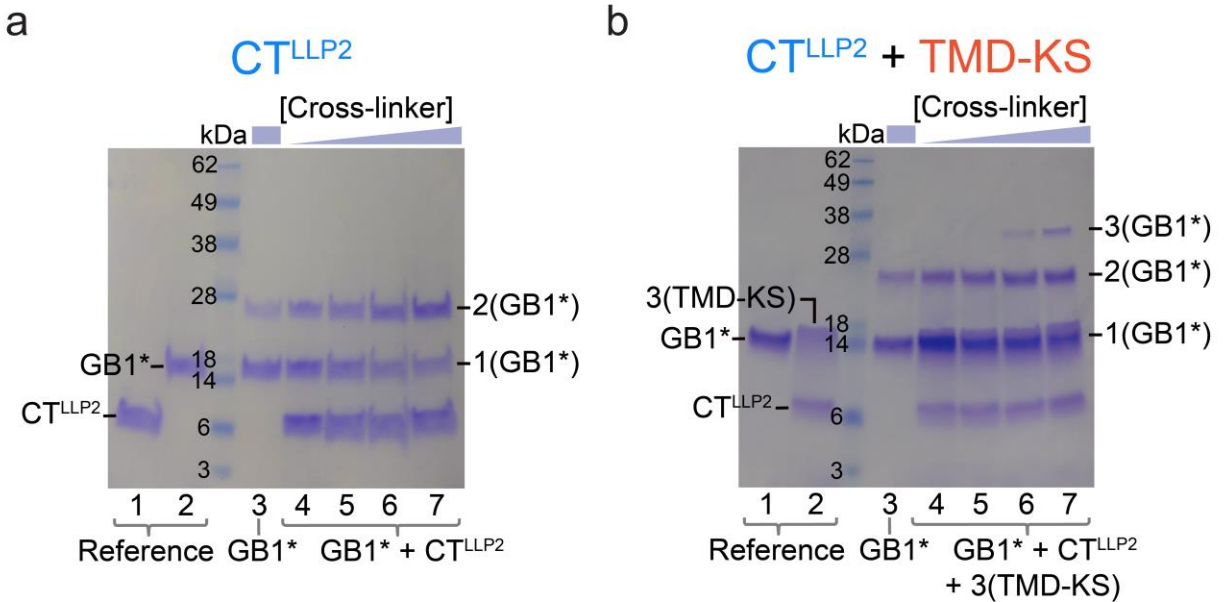 a
CT^LLP2
[Cross-linker]
kDa
62
49
38
28
18
14
6
3
GB1*
CT^LLP2
2(GB1*)
1(GB1*)
1 2 3 4 5 6 7
Reference GB1* GB1* + CT^LLP2
b
CT^LLP2 + TMD-KS
[Cross-linker]
kDa
62
49
38
28
18
14
6
3
3(TMD-KS)
GB1*
CT^LLP2
3(GB1*)
2(GB1*)
1(GB1*)
1 2 3 4 5 6 7
Reference GB1* GB1* + CT^LLP2
+ 3(TMD-KS)